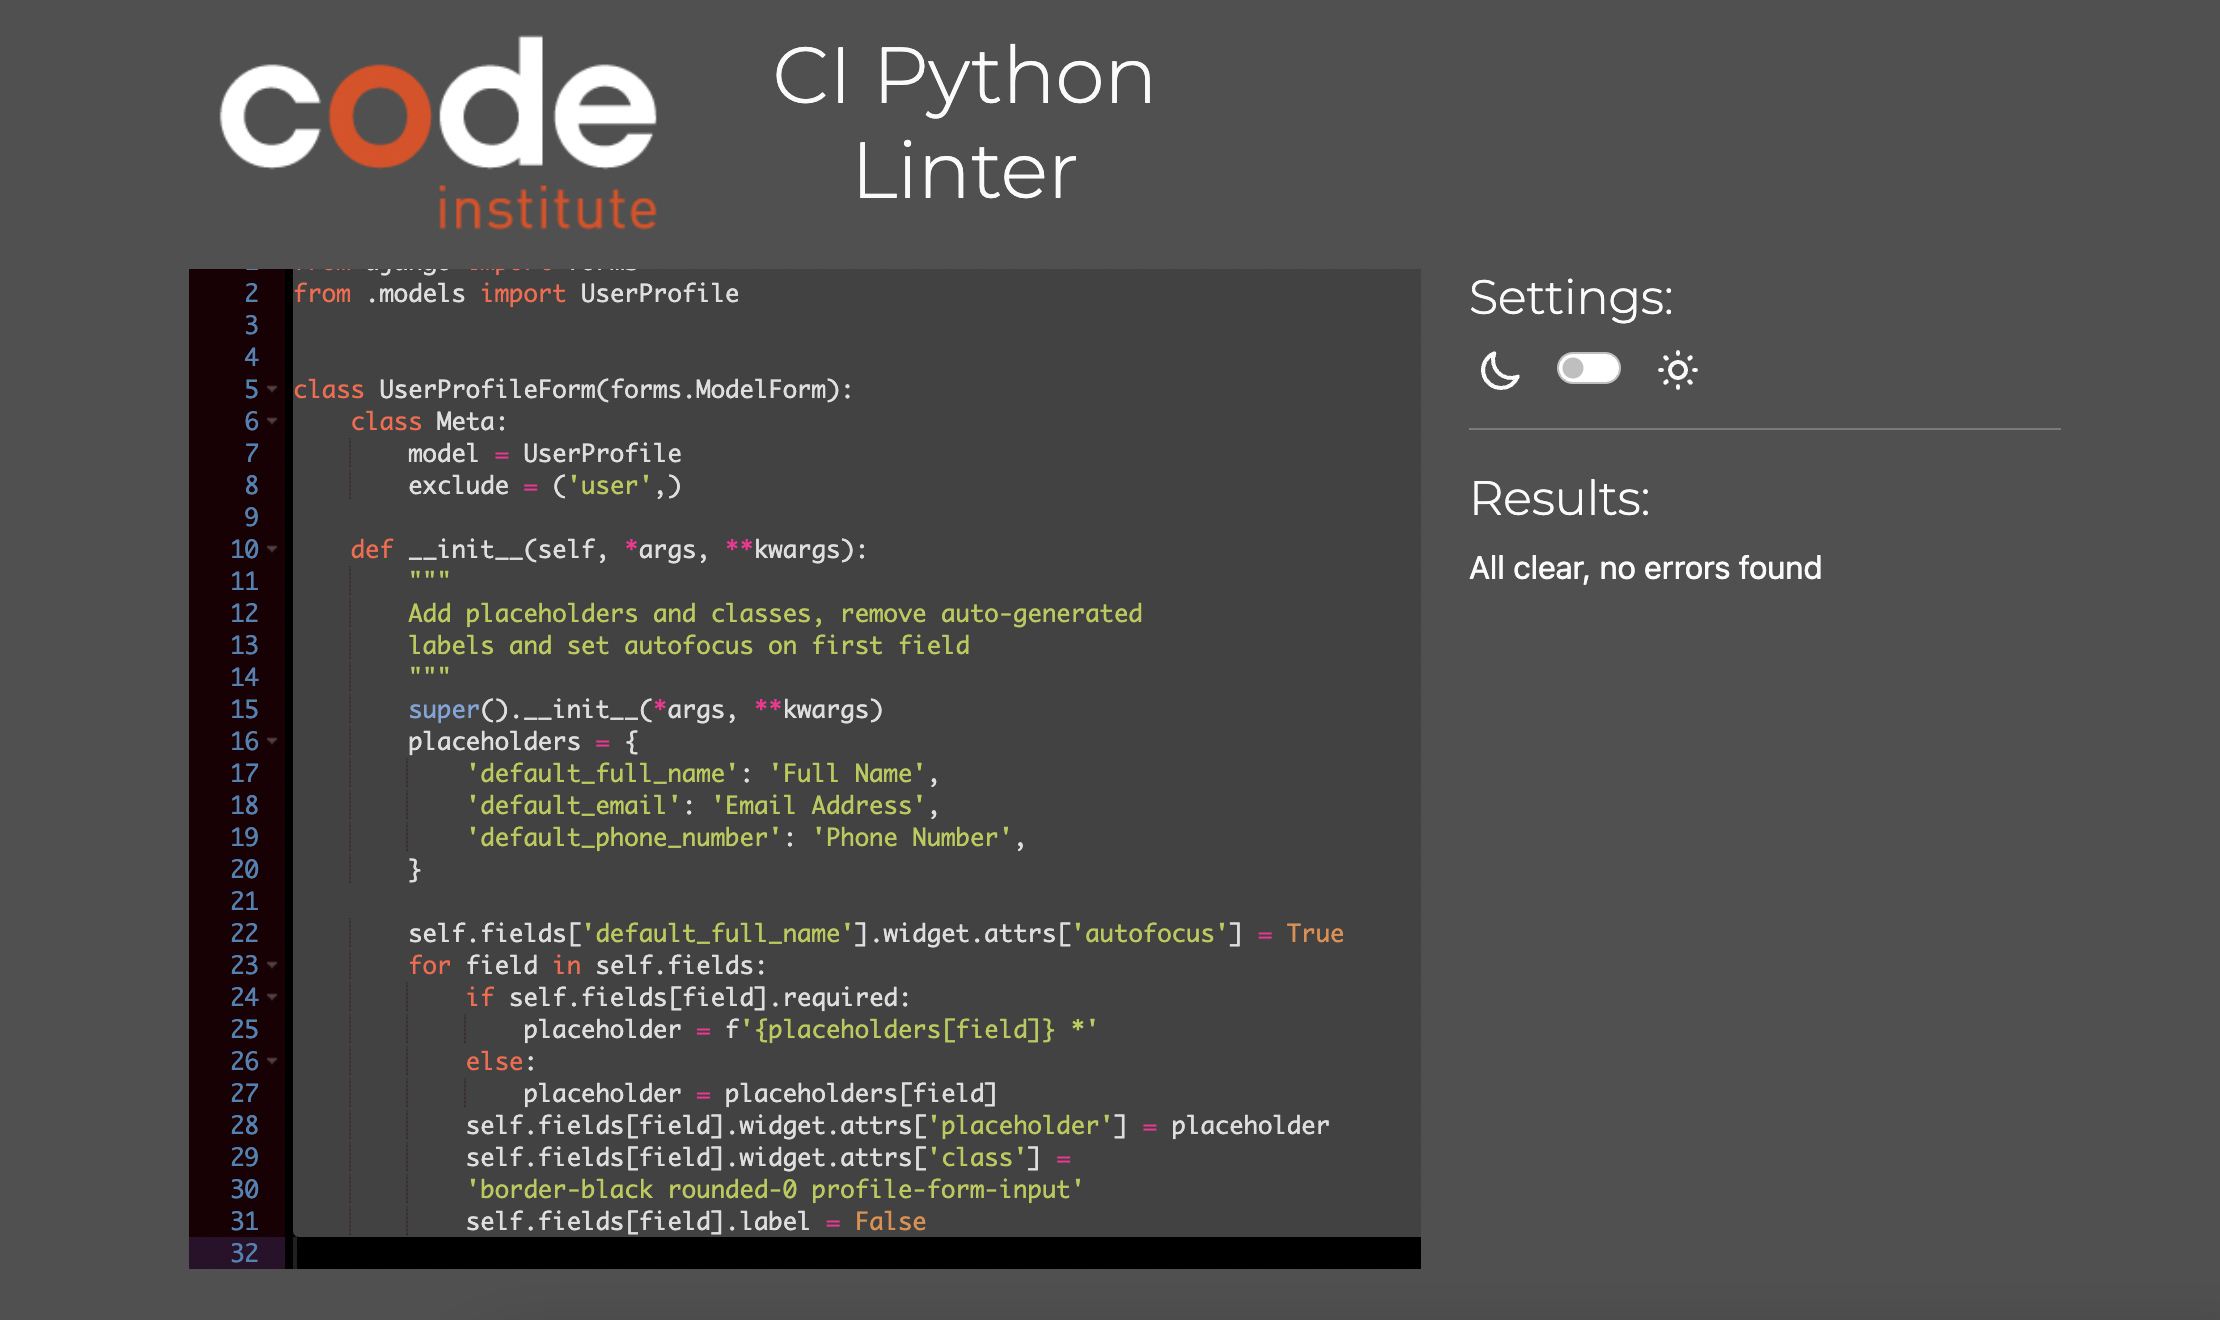 code
institute
CI Python
Linter
2 from .models import UserProfile
3
4
5 class UserProfileForm(forms.ModelForm):
6     class Meta:
7         model = UserProfile
8         exclude = ('user',)
9
10     def __init__(self, *args, **kwargs):
11         """
12         Add placeholders and classes, remove auto-generated
13         labels and set autofocus on first field
14         """
15         super().__init__(*args, **kwargs)
16         placeholders = {
17             'default_full_name': 'Full Name',
18             'default_email': 'Email Address',
19             'default_phone_number': 'Phone Number',
20         }
21
22         self.fields['default_full_name'].widget.attrs['autofocus'] = True
23         for field in self.fields:
24             if self.fields[field].required:
25                 placeholder = f'{placeholders[field]} *'
26             else:
27                 placeholder = placeholders[field]
28             self.fields[field].widget.attrs['placeholder'] = placeholder
29             self.fields[field].widget.attrs['class'] =
30             'border-black rounded-0 profile-form-input'
31             self.fields[field].label = False
32
Settings:
Results:
All clear, no errors found